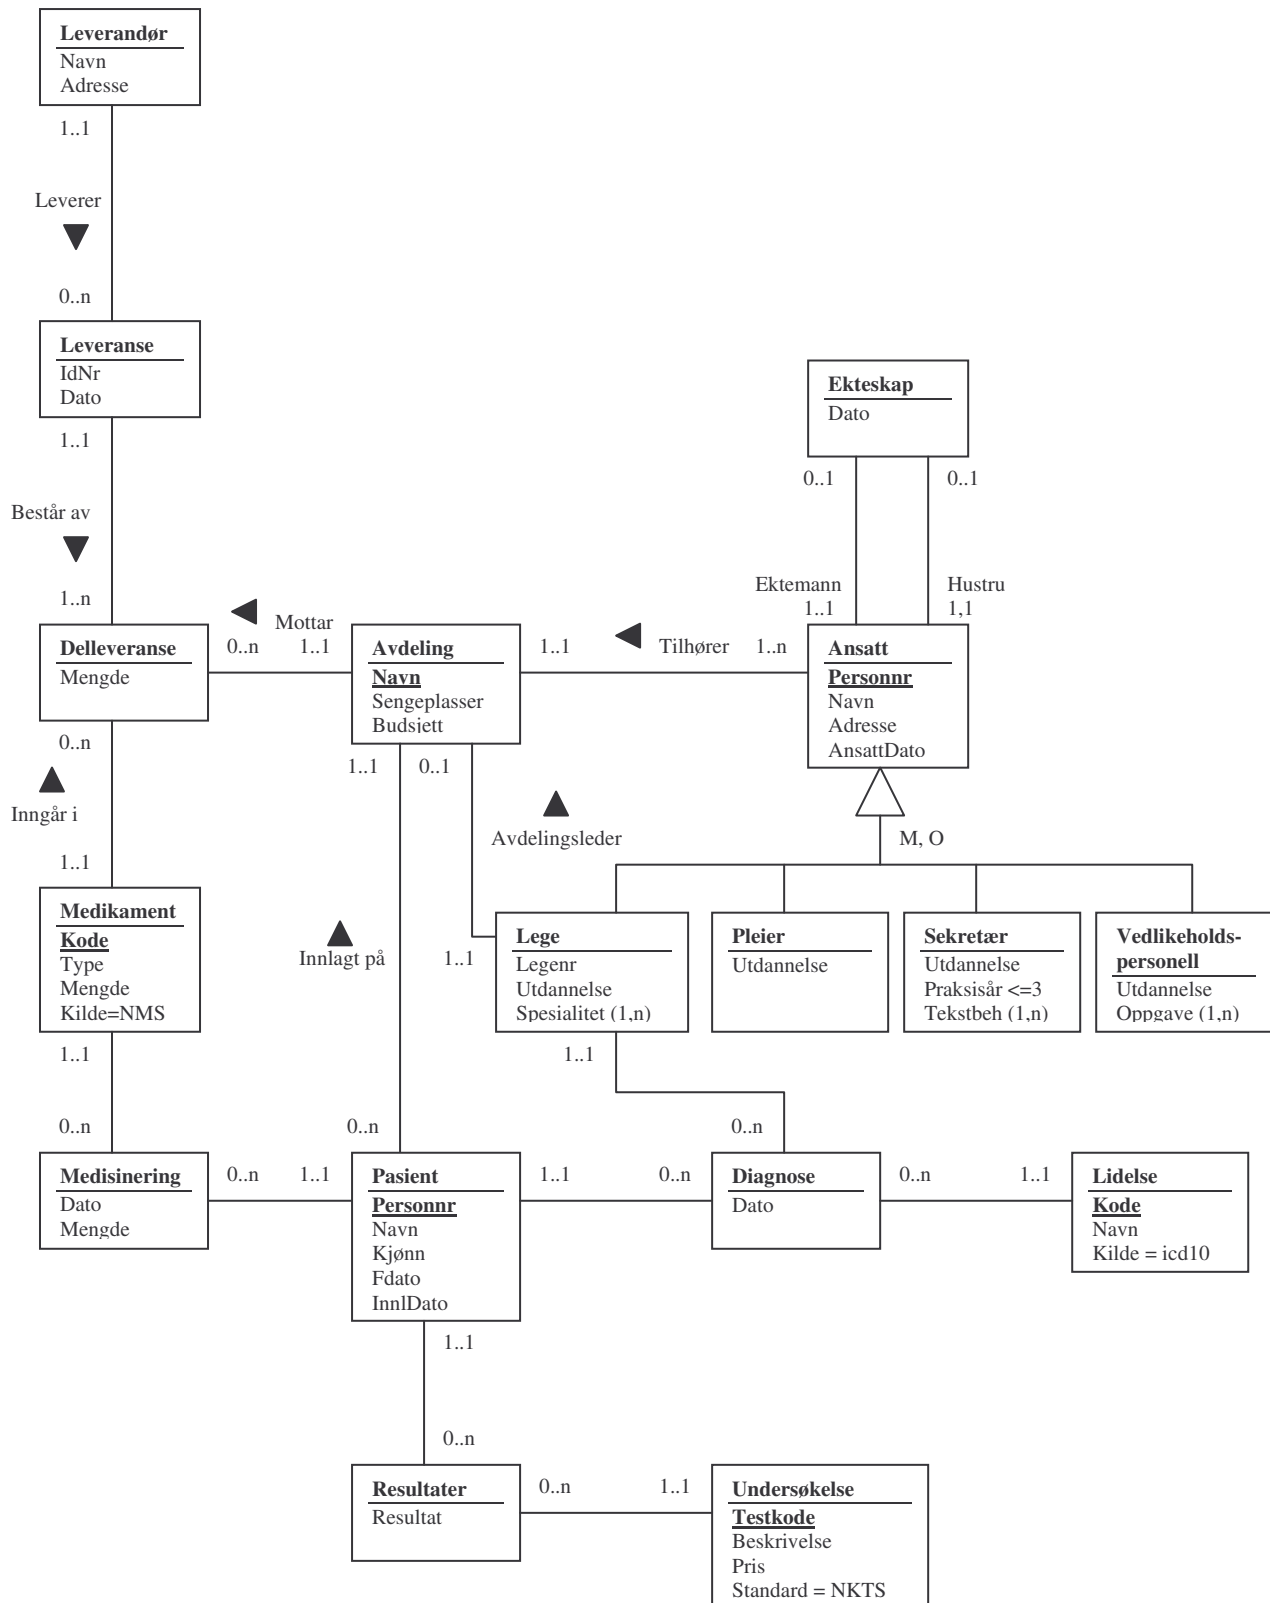 Leverandør
Navn
Adresse
1..1
Leverer
0..n
Leveranse
IdNr
Dato
1..1
Ekteskap
Dato
0..1
0..1
Består av
1..n
Ektemann
1..1
Hustru
1,1
Delleveranse
Mengde
0..n
Mottar
1..1
Avdeling
Navn
Sengeplasser
Budsjett
1..1
Tilhører
1..n
Ansatt
Personnr
Navn
Adresse
AnsattDato
0..n
Inngår i
1..1
1..1
0..1
Avdelingsleder
M, O
Medikament
Kode
Type
Mengde
Kilde=NMS
Innlagt på
1..1
Lege
Legenr
Utdannelse
Spesialitet (1,n)
Pleier
Utdannelse
Sekretær
Utdannelse
Praksisår <=3
Tekstbeh (1,n)
Vedlikeholds-
personell
Utdannelse
Oppgave (1,n)
1..1
1..1
0..n
0..n
0..n
Medisinering
Dato
Mengde
0..n
1..1
Pasient
Personnr
Navn
Kjønn
Fdato
InnlDato
1..1
0..n
Diagnose
Dato
0..n
1..1
Lidelse
Kode
Navn
Kilde = icd10
1..1
0..n
Resultater
Resultat
0..n
1..1
Undersøkelse
Testkode
Beskrivelse
Pris
Standard = NKTS